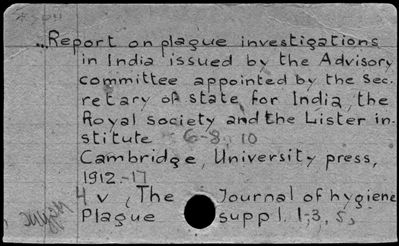 ...Report on plague investigations
in India issued by the Advisory
committee appointed by the Sec-
retary of state for India, the
Royal society and the Lister in-
stitute 6-8, 10
Cambridge, University press,
1912-17
4 v, (The Journal of hygiene
Plague suppl. 1, 3, 5,